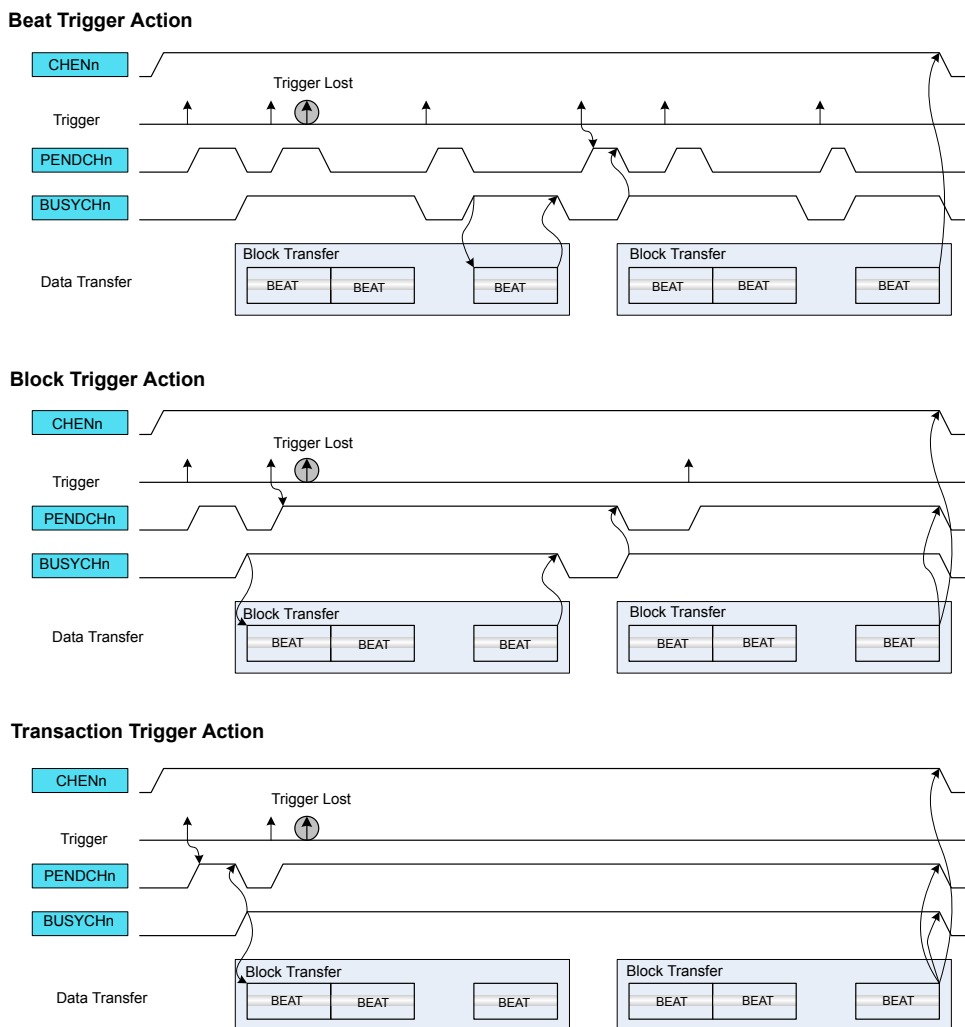 Beat Trigger Action
CHENn
Trigger Lost
Trigger
PENDCHn
BUSYCHn
Block Transfer
Block Transfer
Data Transfer
BEAT
BEAT
BEAT
BEAT
BEAT
BEAT
Block Trigger Action
CHENn
Trigger Lost
Trigger
PENDCHn
BUSYCHn
Block Transfer
Block Transfer
Data Transfer
BEAT
BEAT
BEAT
BEAT
BEAT
BEAT
Transaction Trigger Action
CHENn
Trigger Lost
Trigger
PENDCHn
BUSYCHn
Block Transfer
Block Transfer
Data Transfer
BEAT
BEAT
BEAT
BEAT
BEAT
BEAT